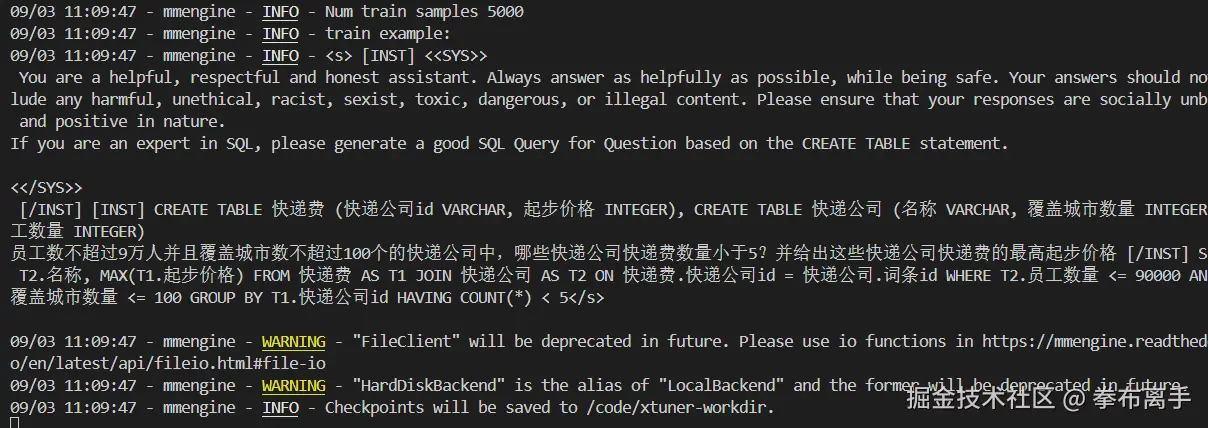 09/03 11:09:47 - mmengine - INFO - Num train samples 5000
09/03 11:09:47 - mmengine - INFO - train example:
09/03 11:09:47 - mmengine - INFO - <s> [INST] <<SYS>>
You are a helpful, respectful and honest assistant. Always answer as helpfully as possible, while being safe. Your answers should no
lude any harmful, unethical, racist, sexist, toxic, dangerous, or illegal content. Please ensure that your responses are socially unb
and positive in nature.
If you are an expert in SQL, please generate a good SQL Query for Question based on the CREATE TABLE statement.
<</SYS>>
[/INST] [INST] CREATE TABLE 快递费 (快递公司id VARCHAR, 起步价格 INTEGER), CREATE TABLE 快递公司 (名称 VARCHAR, 覆盖城市数量 INTEGER
工数量 INTEGER)
员工数不超过9万人并且覆盖城市数不超过100个的快递公司中，哪些快递公司快递费数量小于5？并给出这些快递公司快递费的最高起步价格 [/INST] S
T2.名称, MAX(T1.起步价格) FROM 快递费 AS T1 JOIN 快递公司 AS T2 ON 快递费.快递公司id = 快递公司.词条id WHERE T2.员工数量 <= 90000 AN
覆盖城市数量 <= 100 GROUP BY T1.快递公司id HAVING COUNT(*) < 5</s>
09/03 11:09:47 - mmengine - WARNING - "FileClient" will be deprecated in future. Please use io functions in https://mmengine.readthed
o/en/latest/api/fileio.html#file-io
09/03 11:09:47 - mmengine - WARNING - "HardDiskBackend" is the alias of "LocalBackend" and the former will be deprecated in future.
09/03 11:09:47 - mmengine - INFO - Checkpoints will be saved to /code/xtuner-workdir.
掘金技术社区 @ 拳布离手